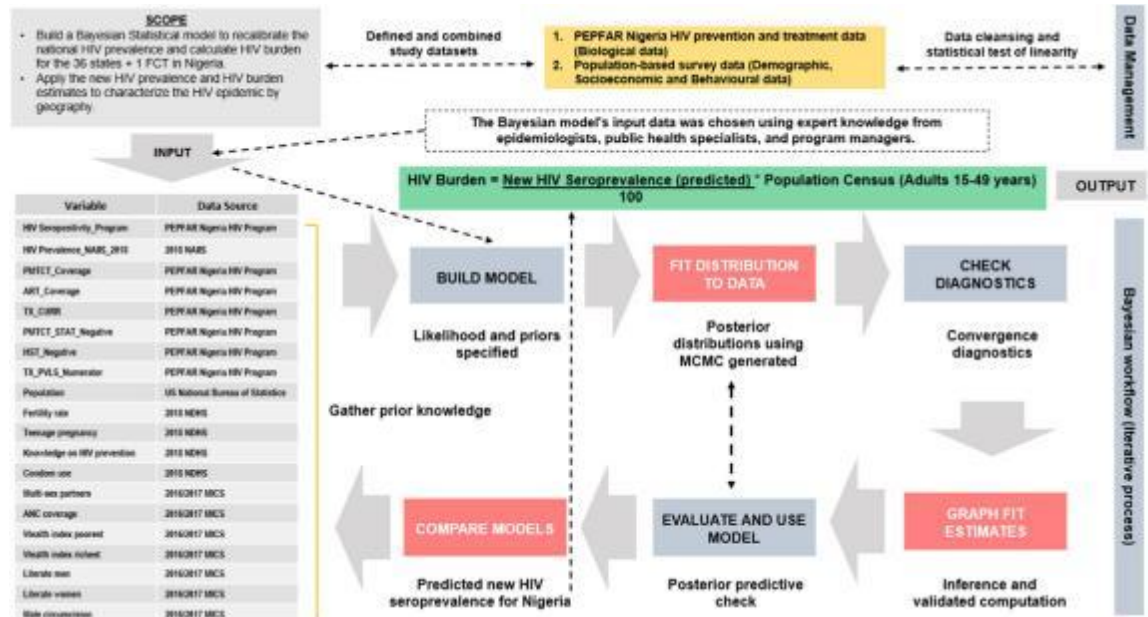 SCOPE
• Build a Bayesian Statistical model to recalibrate the
national HIV prevalence and calculate HIV burden
for the 36 states + 1 FCT in Nigeria.
• Apply the new HIV prevalence and HIV burden
estimates to characterize the HIV epidemic by
geography.
Defined and combined
study datasets
1. PEPFAR Nigeria HIV prevention and treatment data
(Biological data)
2. Population-based survey data (Demographic,
Socioeconomic and Behavioural data)
Data cleansing and
statistical test of linearity
Data Management
The Bayesian model's input data was chosen using expert knowledge from
epidemiologists, public health specialists, and program managers.
INPUT
HIV Burden = New HIV Seroprevalence (predicted) * Population Census (Adults 15-49 years)
100
OUTPUT
Variable Data Source
HIV Seropositivity_Program PEPFAR Nigeria HIV Program
HIV Prevalence_NAIIS_2018 2018 NAIIS
PMTCT_Coverage PEPFAR Nigeria HIV Program
ART_Coverage PEPFAR Nigeria HIV Program
TX_CURR PEPFAR Nigeria HIV Program
PMTCT_STAT_Negative PEPFAR Nigeria HIV Program
HST_Negative PEPFAR Nigeria HIV Program
TX_PVLS_Numerator PEPFAR Nigeria HIV Program
Population US National Bureau of Statistics
Fertility rate 2018 NDHS
Teenage pregnancy 2018 NDHS
Knowledge on HIV prevention 2018 NDHS
Condom use 2018 NDHS
Multi-sex partners 2016/2017 MICS
ANC coverage 2016/2017 MICS
Wealth index poorest 2016/2017 MICS
Wealth index richest 2016/2017 MICS
Literate men 2016/2017 MICS
Literate women 2016/2017 MICS
Male circumcision 2016/2017 MICS
BUILD MODEL
Likelihood and priors
specified
FIT DISTRIBUTION
TO DATA
Posterior
distributions using
MCMC generated
CHECK
DIAGNOSTICS
Convergence
diagnostics
Gather prior knowledge
COMPARE MODELS
Predicted new HIV
seroprevalence for Nigeria
EVALUATE AND USE
MODEL
Posterior predictive
check
GRAPH FIT
ESTIMATES
Inference and
validated computation
Bayesian workflow (Iterative process)